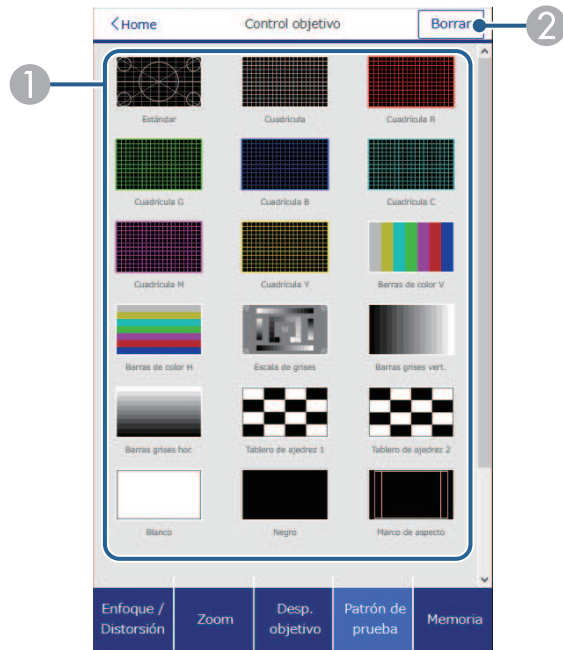 Home
Control objetivo
Borrar
2
1
Estándar
Cuadrícula
Cuadrícula R
Cuadrícula G
Cuadrícula B
Cuadrícula C
Cuadrícula M
Cuadrícula Y
Barras de color V
Barras de color H
Escala de grises
Barras grises vert.
Barras grises hor.
Tablero de ajedrez 1
Tablero de ajedrez 2
Blanco
Negro
Marco de aspecto
Enfoque /
Distorsión
Zoom
Desp.
objetivo
Patrón de
prueba
Memoria